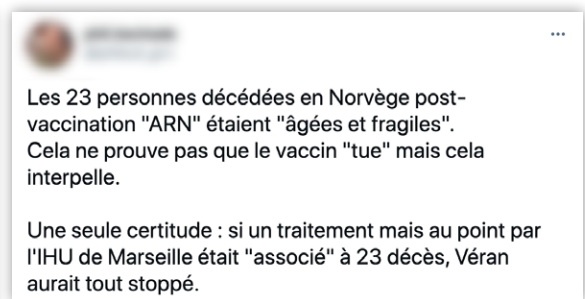 Les 23 personnes décédées en Norvège post-
vaccination "ARN" étaient "âgées et fragiles".
Cela ne prouve pas que le vaccin "tue" mais cela
interpelle.
Une seule certitude : si un traitement mais au point par
l'IHU de Marseille était "associé" à 23 décès, Véran
aurait tout stoppé.